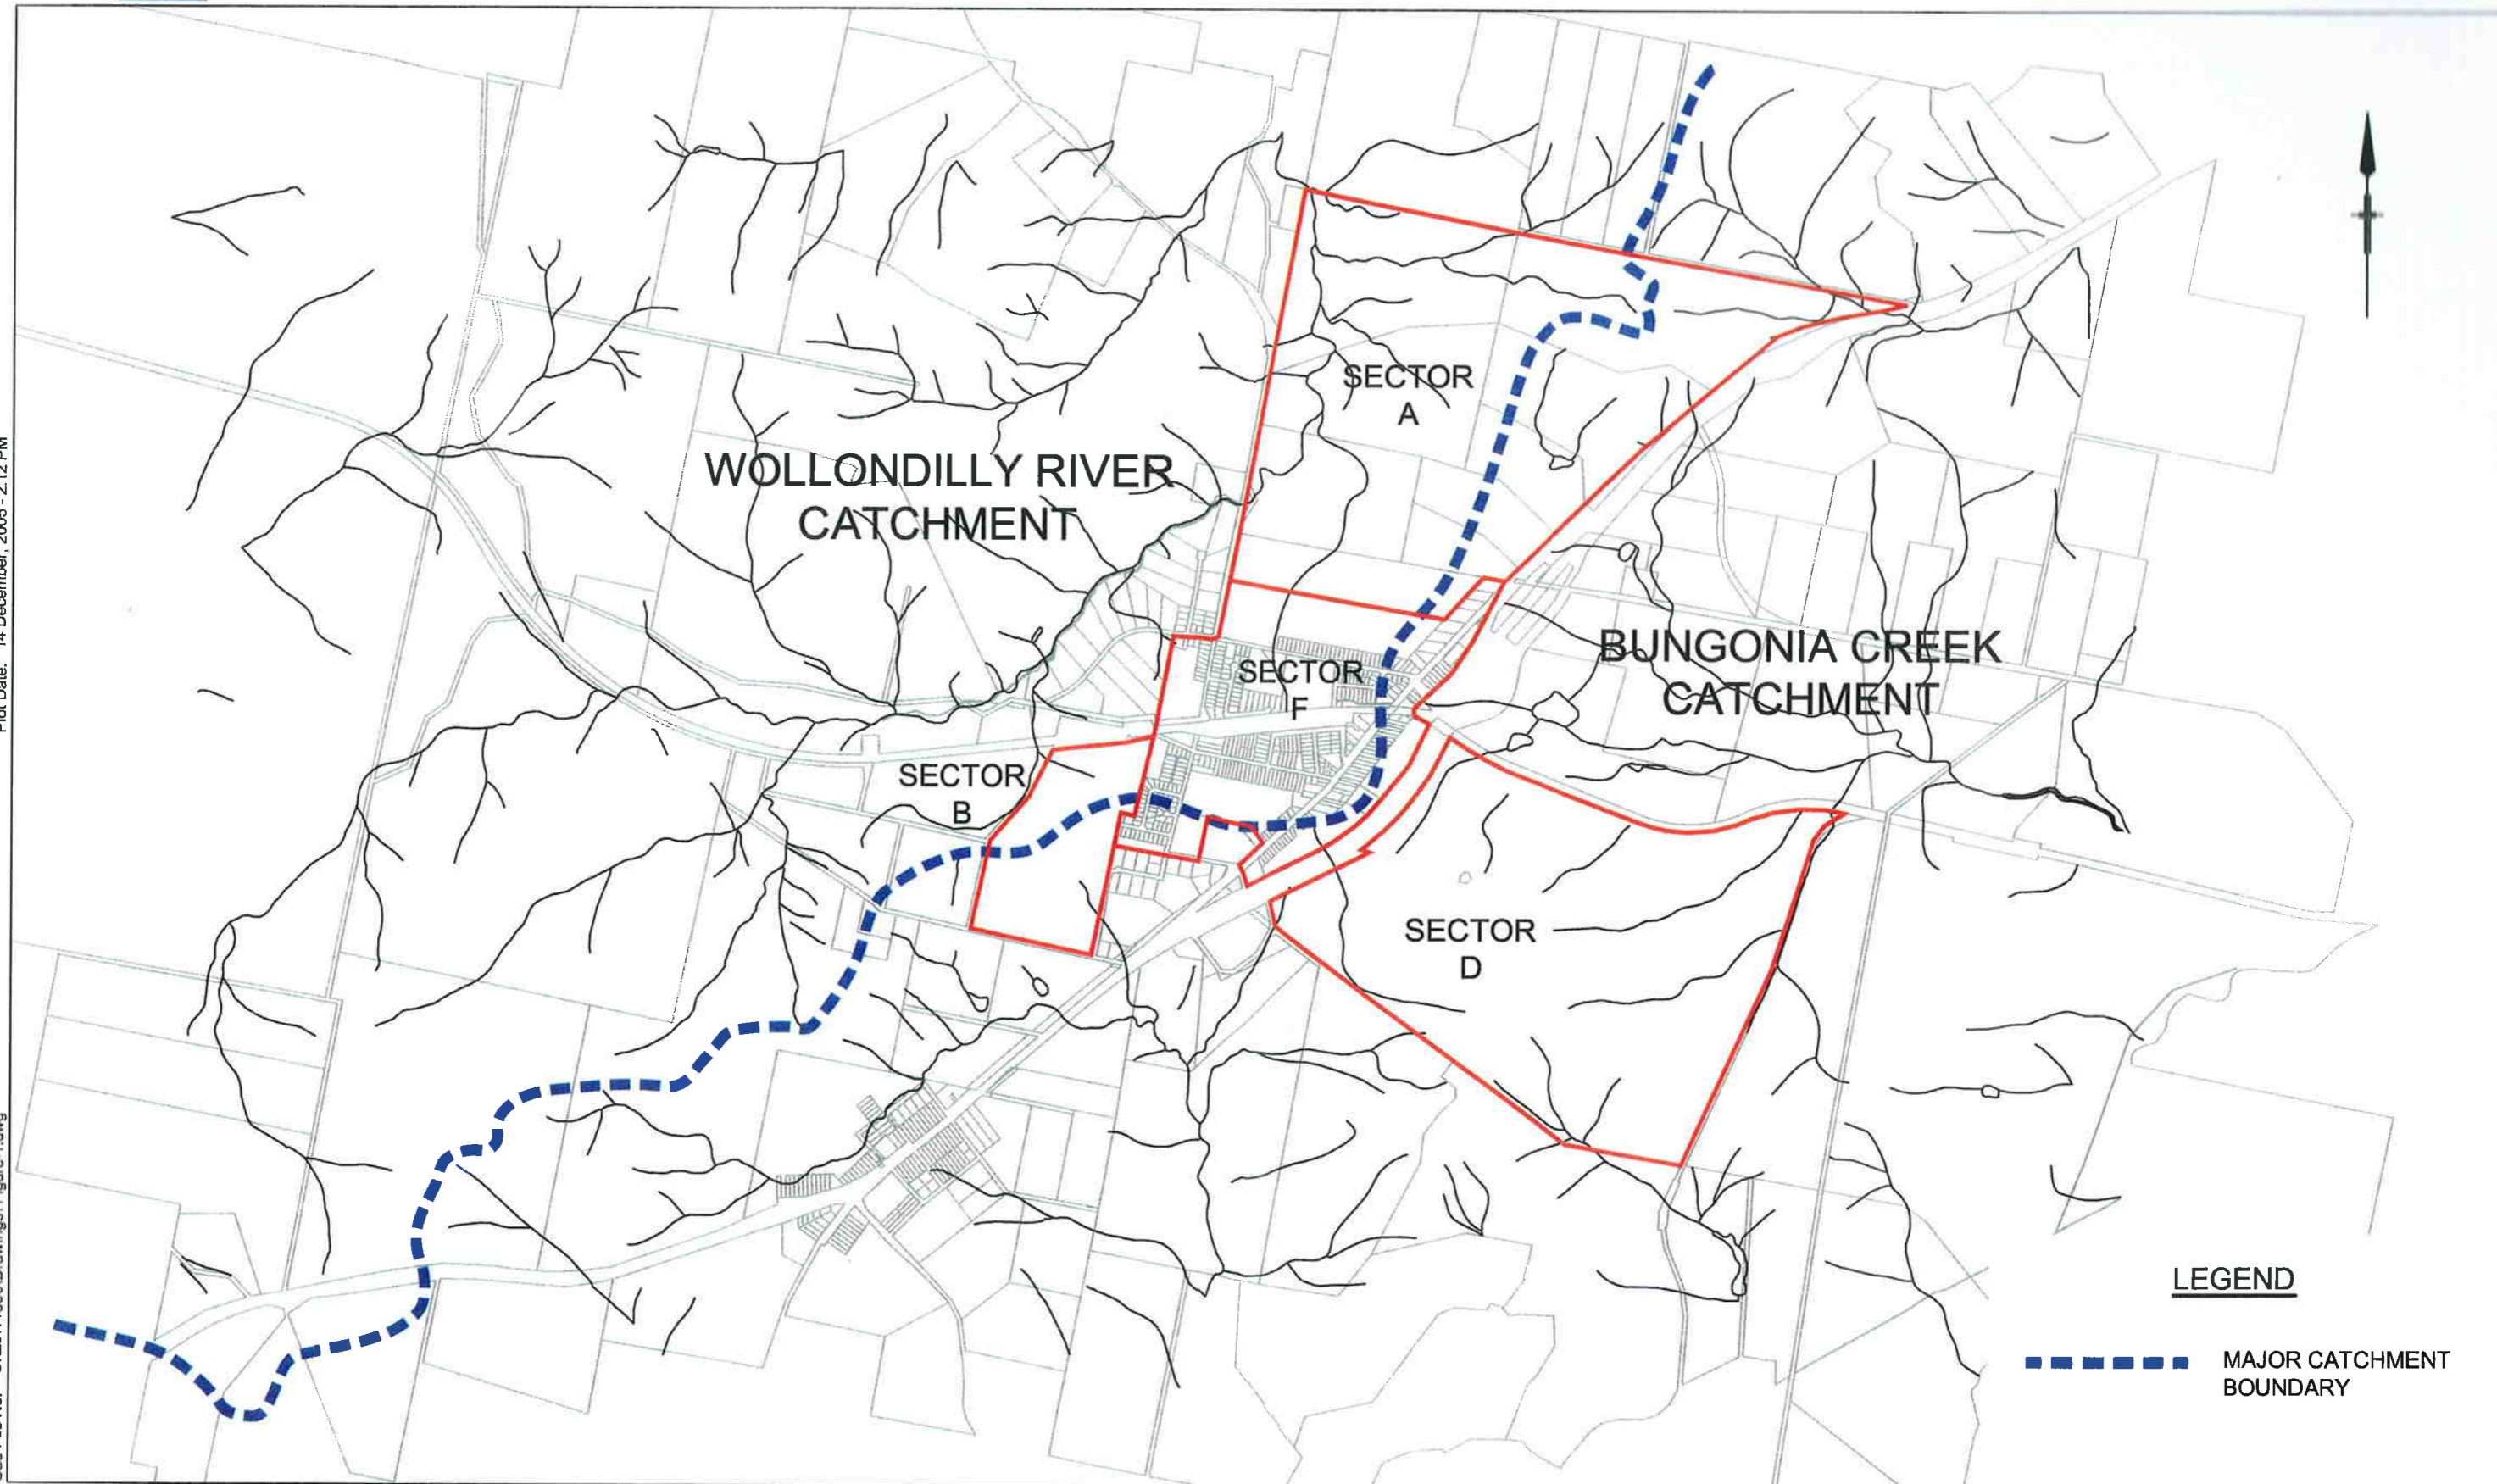 Plot Date: 14 December, 2005 - 2:12 PM
WOLLONDILLY RIVER
CATCHMENT
SECTOR
A
SECTOR
F
BUNGONIA CREEK
CATCHMENT
SECTOR
B
SECTOR
D
LEGEND
MAJOR CATCHMENT
BOUNDARY